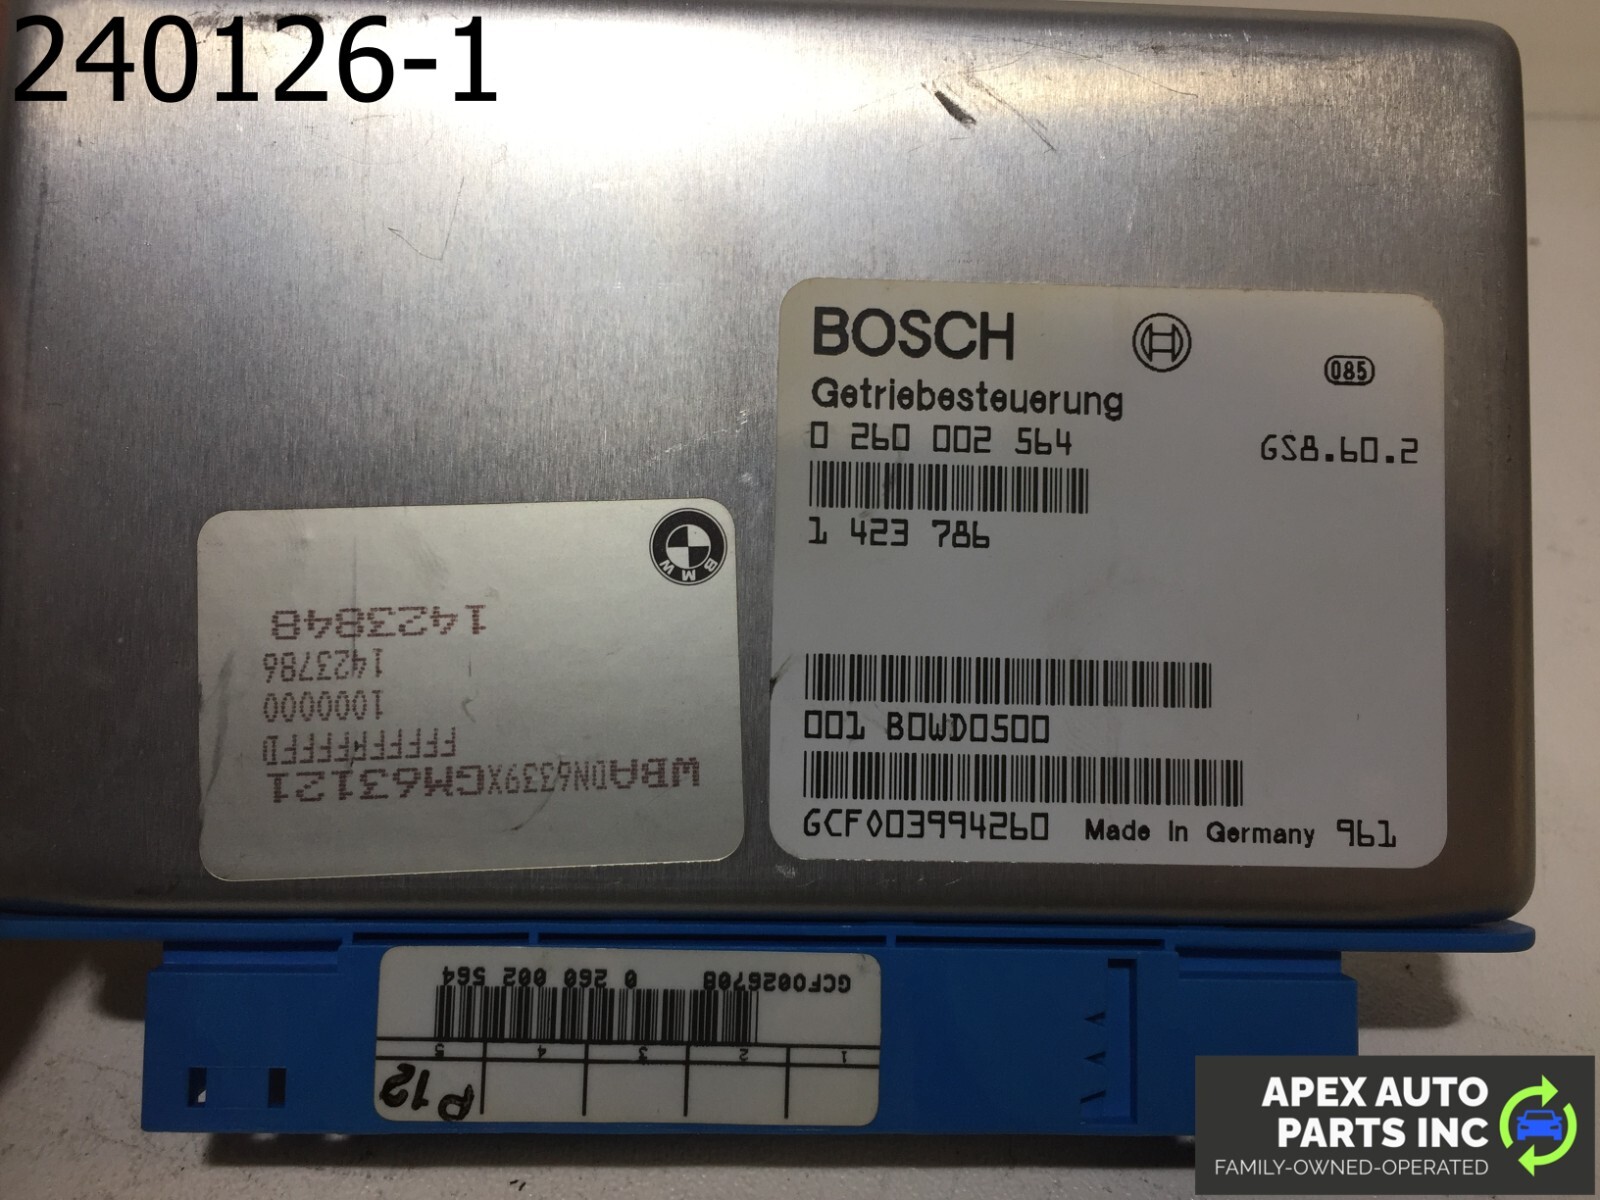 240126-1
BOSCH
085
Getriebesteuerung
0 260 002 564
GS8.60.2
1 423 786
001 B0WD0500
GCF003994260 Made in Germany 961
BMW
1423848
1423786
1000000
FFFFFFFFFFD
WBADN6339XGM63121
GCF0026708 0 260 002 564
1 2 3 4 5
P12
APEX AUTO
PARTS INC
FAMILY-OWNED-OPERATED